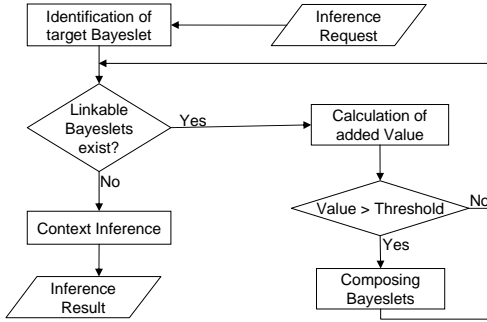 Identification of
target Bayeslet
Inference
Request
Linkable
Bayeslets
exist?
Yes
Calculation of
added Value
No
Value > Threshold
No
Yes
Context Inference
Composing
Bayeslets
Inference
Result